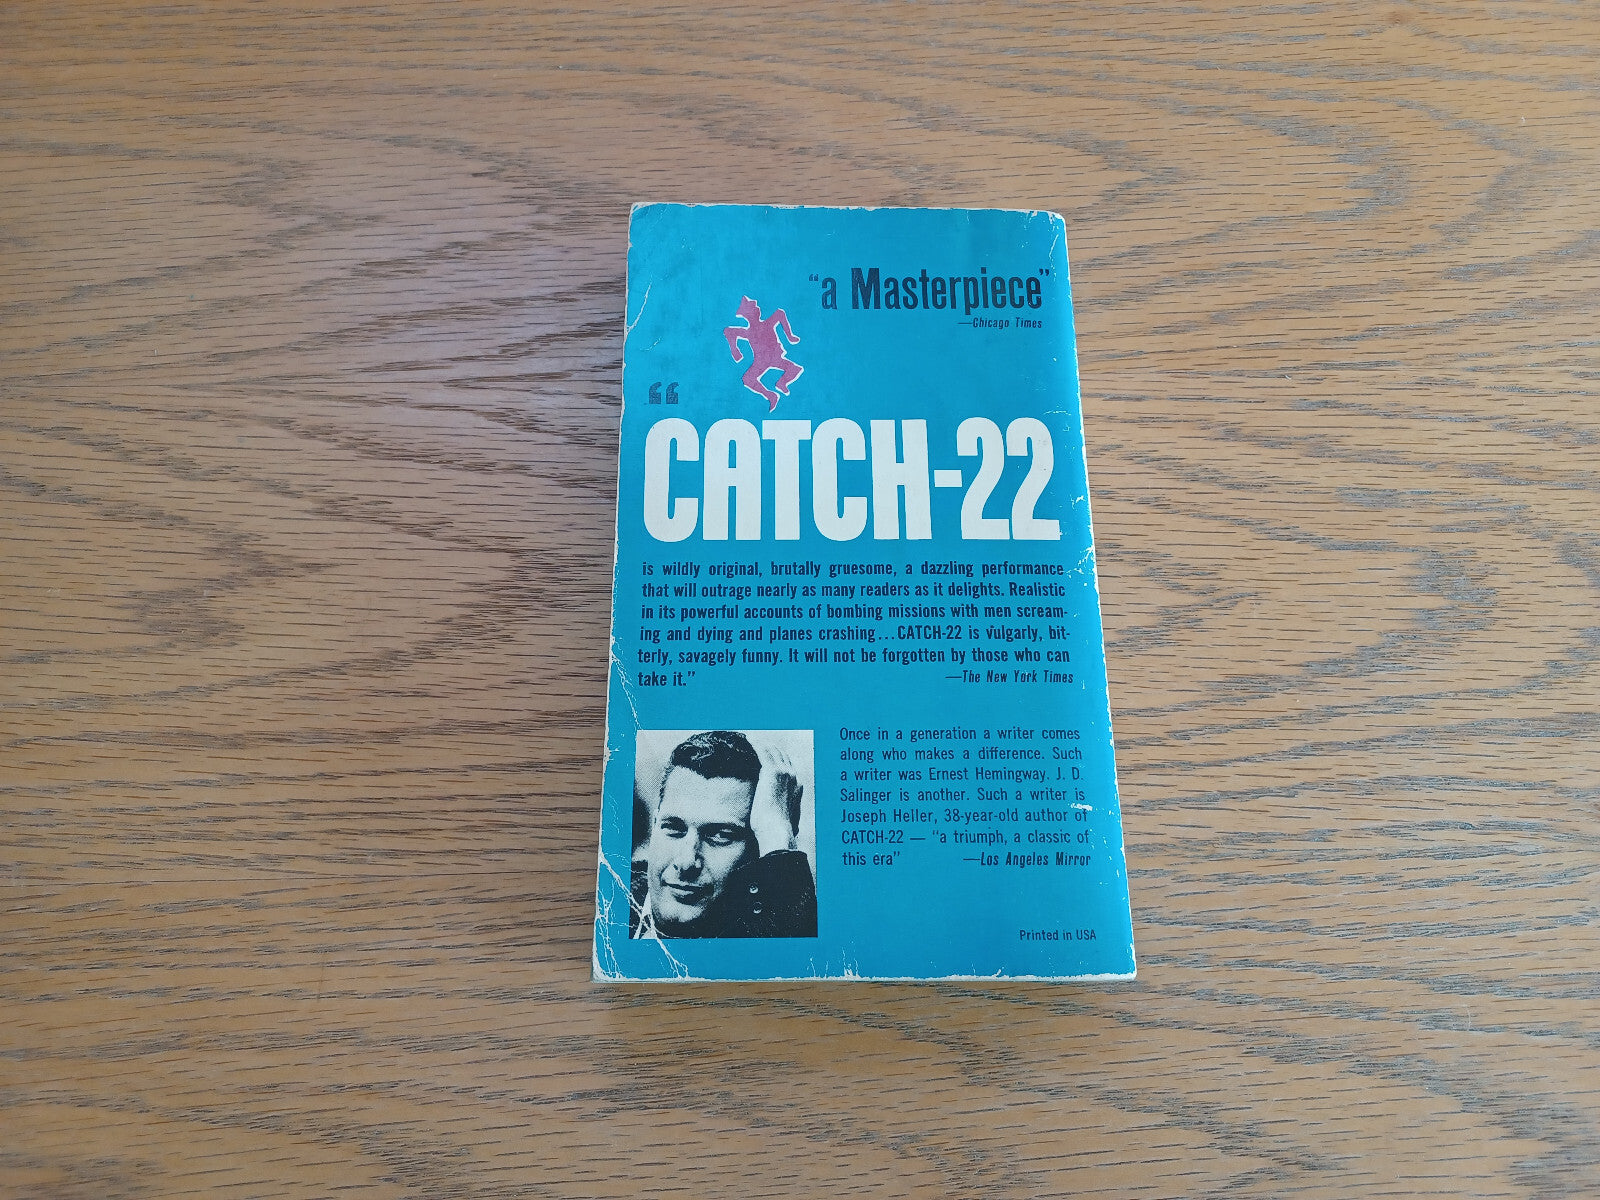 “a Masterpiece”
—Chicago Times
“
CATCH-22
is wildly original, brutally gruesome, a dazzling performance
that will outrage nearly as many readers as it delights. Realistic
in its powerful accounts of bombing missions with men scream-
ing and dying and planes crashing...CATCH-22 is vulgarly, bit-
terly, savagely funny. It will not be forgotten by those who can
take it.” —The New York Times
Once in a generation a writer comes
along who makes a difference. Such
a writer was Ernest Hemingway. J. D.
Salinger is another. Such a writer is
Joseph Heller, 38-year-old author of
CATCH-22 — “a triumph, a classic of
this era” —Los Angeles Mirror
Printed in USA